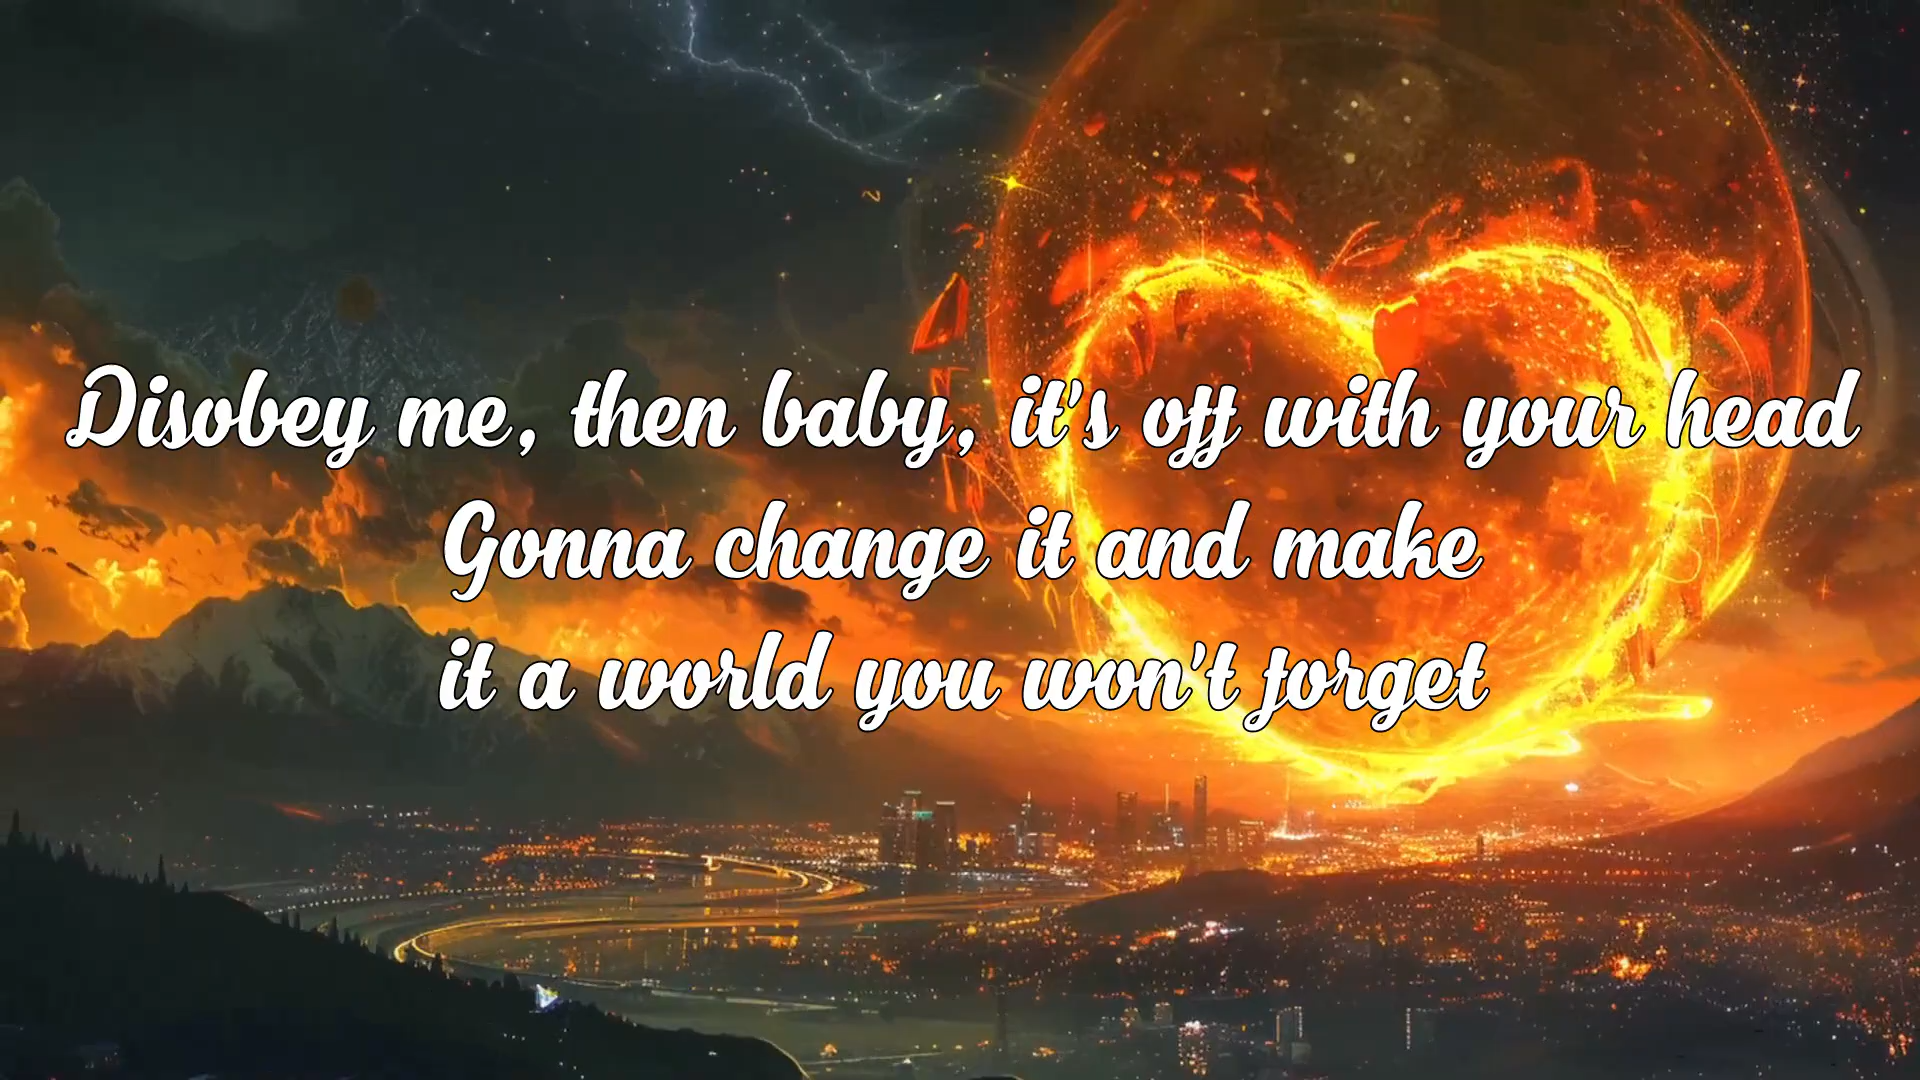 Disobey me, then baby, it's off with your head
Gonna change it and make
it a world you won't forget